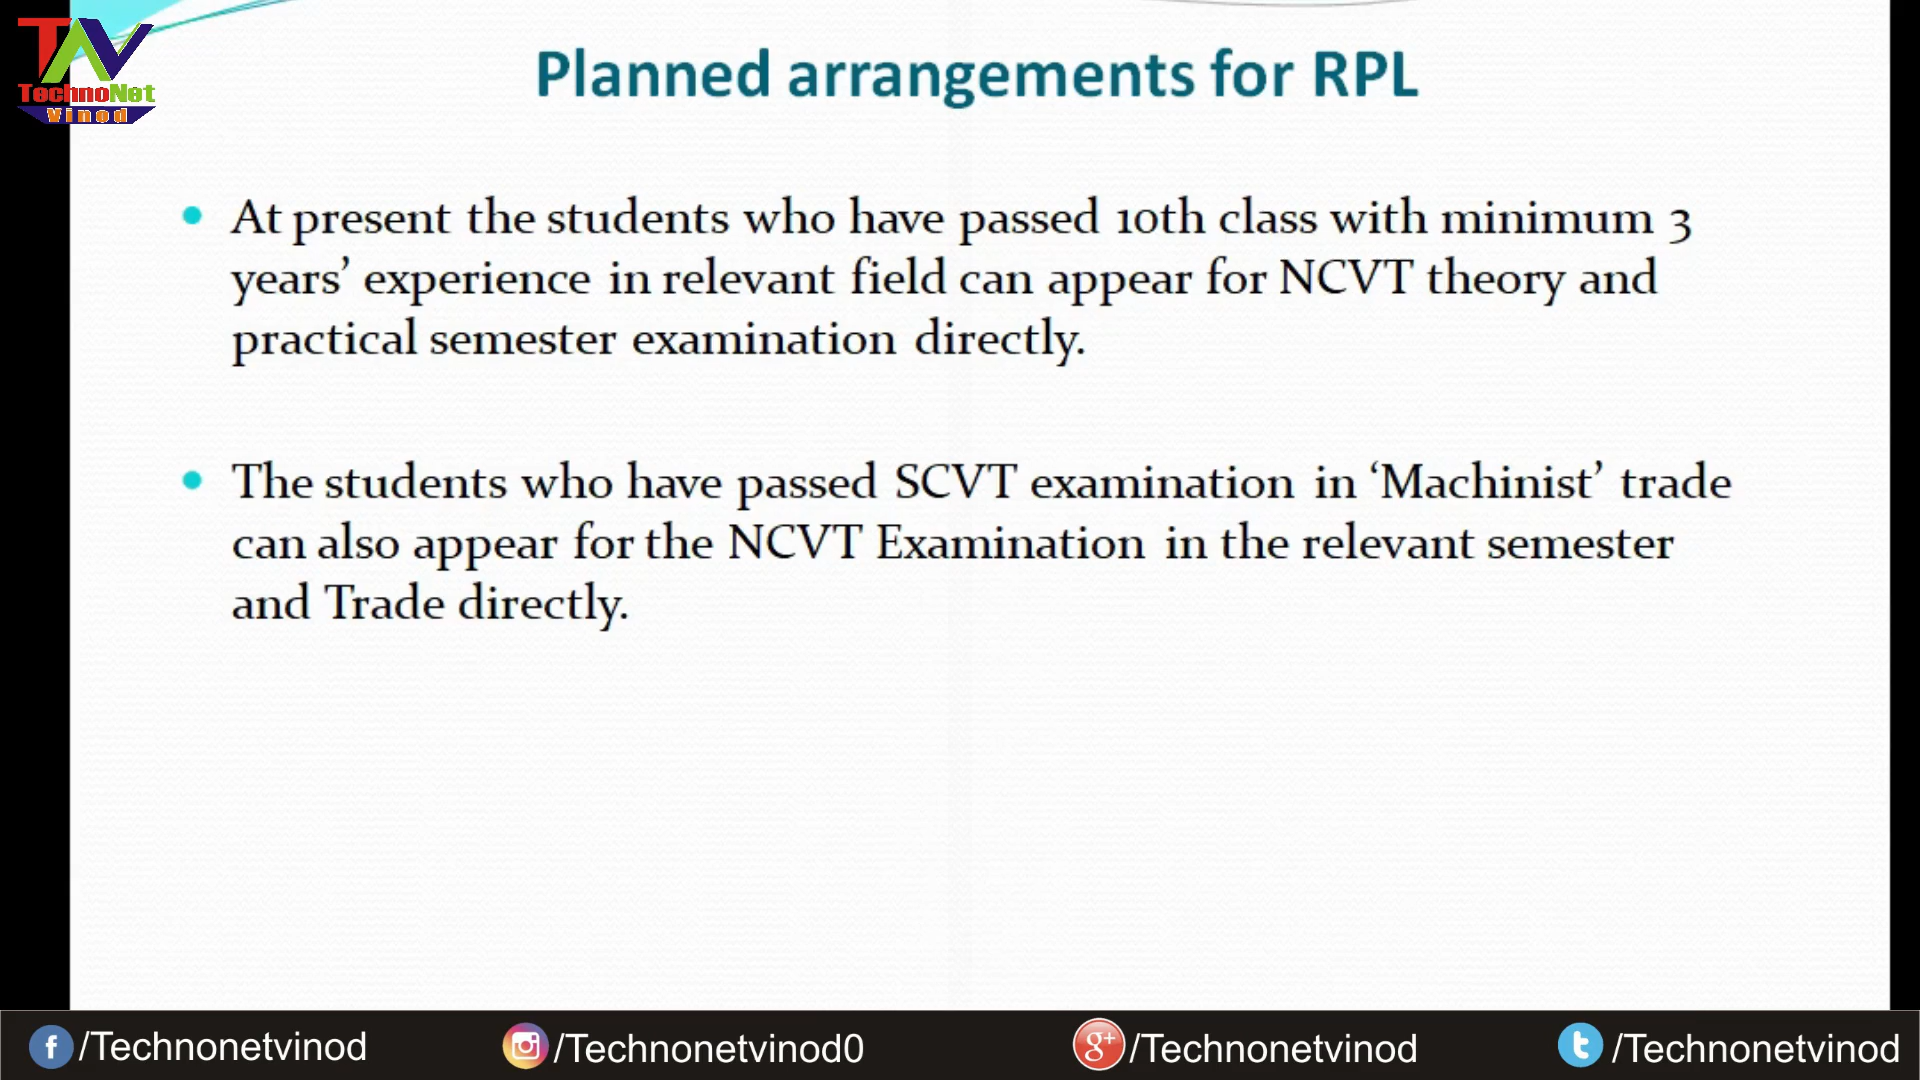 TechnoNet
Vinod
Planned arrangements for RPL
• At present the students who have passed 10th class with minimum 3
years’ experience in relevant field can appear for NCVT theory and
practical semester examination directly.
• The students who have passed SCVT examination in ‘Machinist’ trade
can also appear for the NCVT Examination in the relevant semester
and Trade directly.
/Technonetvinod
/Technonetvinod0
/Technonetvinod
/Technonetvinod